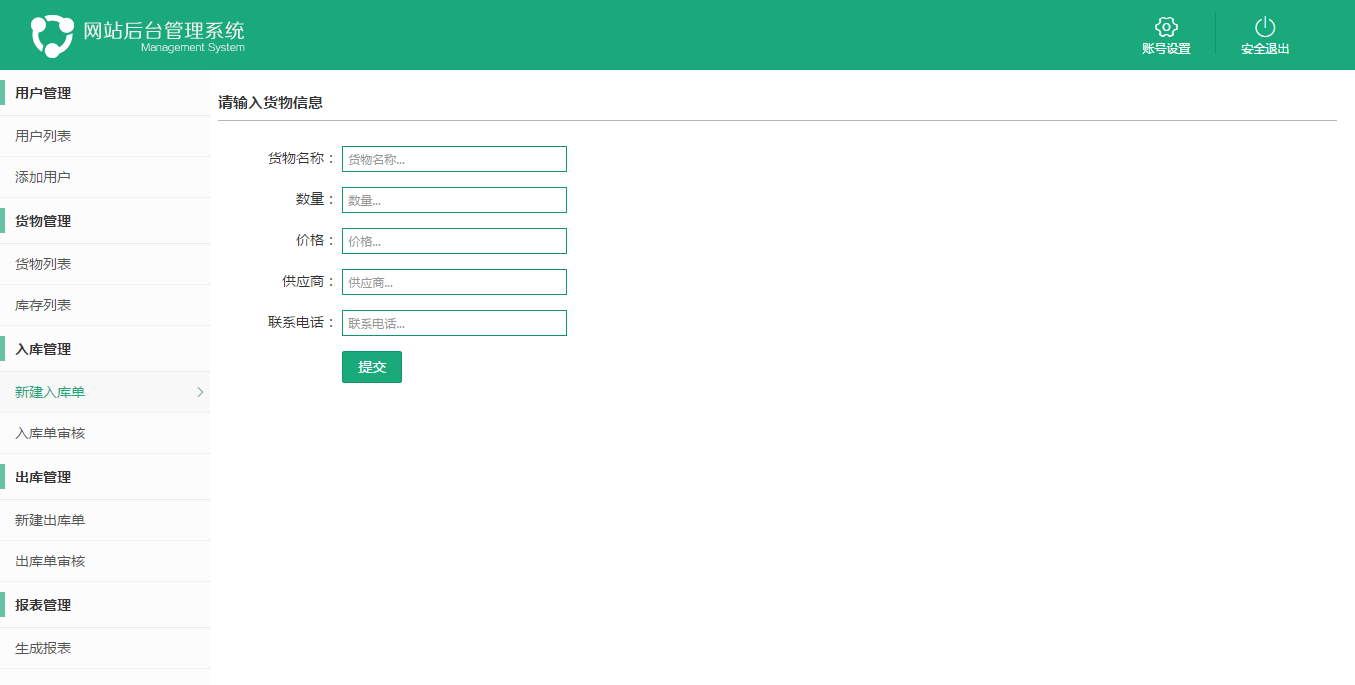 网站后台管理系统
Management System
账号设置
安全退出
用户管理
用户列表
添加用户
货物管理
货物列表
库存列表
入库管理
新建入库单
入库单审核
出库管理
新建出库单
出库单审核
报表管理
生成报表
请输入货物信息
货物名称： 货物名称...
数量： 数量...
价格： 价格...
供应商： 供应商...
联系电话： 联系电话...
提交